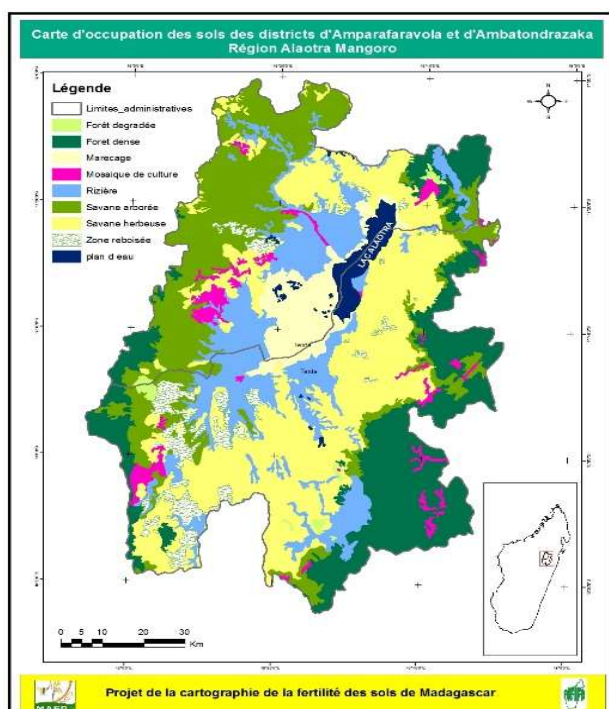 Carte d'occupation des sols des districts d'Amparafaravola et d'Ambatondrazaka
Région Alaotra Mangoro
Légende
Limites_administratives
Forêt degradée
Foret dense
Marecage
Mosaique de culture
Rizière
Savane arborée
Savane herbeuse
Zone reboisée
plan d eau
LAC ALAOTRA
0 5 10 20 30
Km
Projet de la cartographie de la fertilité des sols de Madagascar